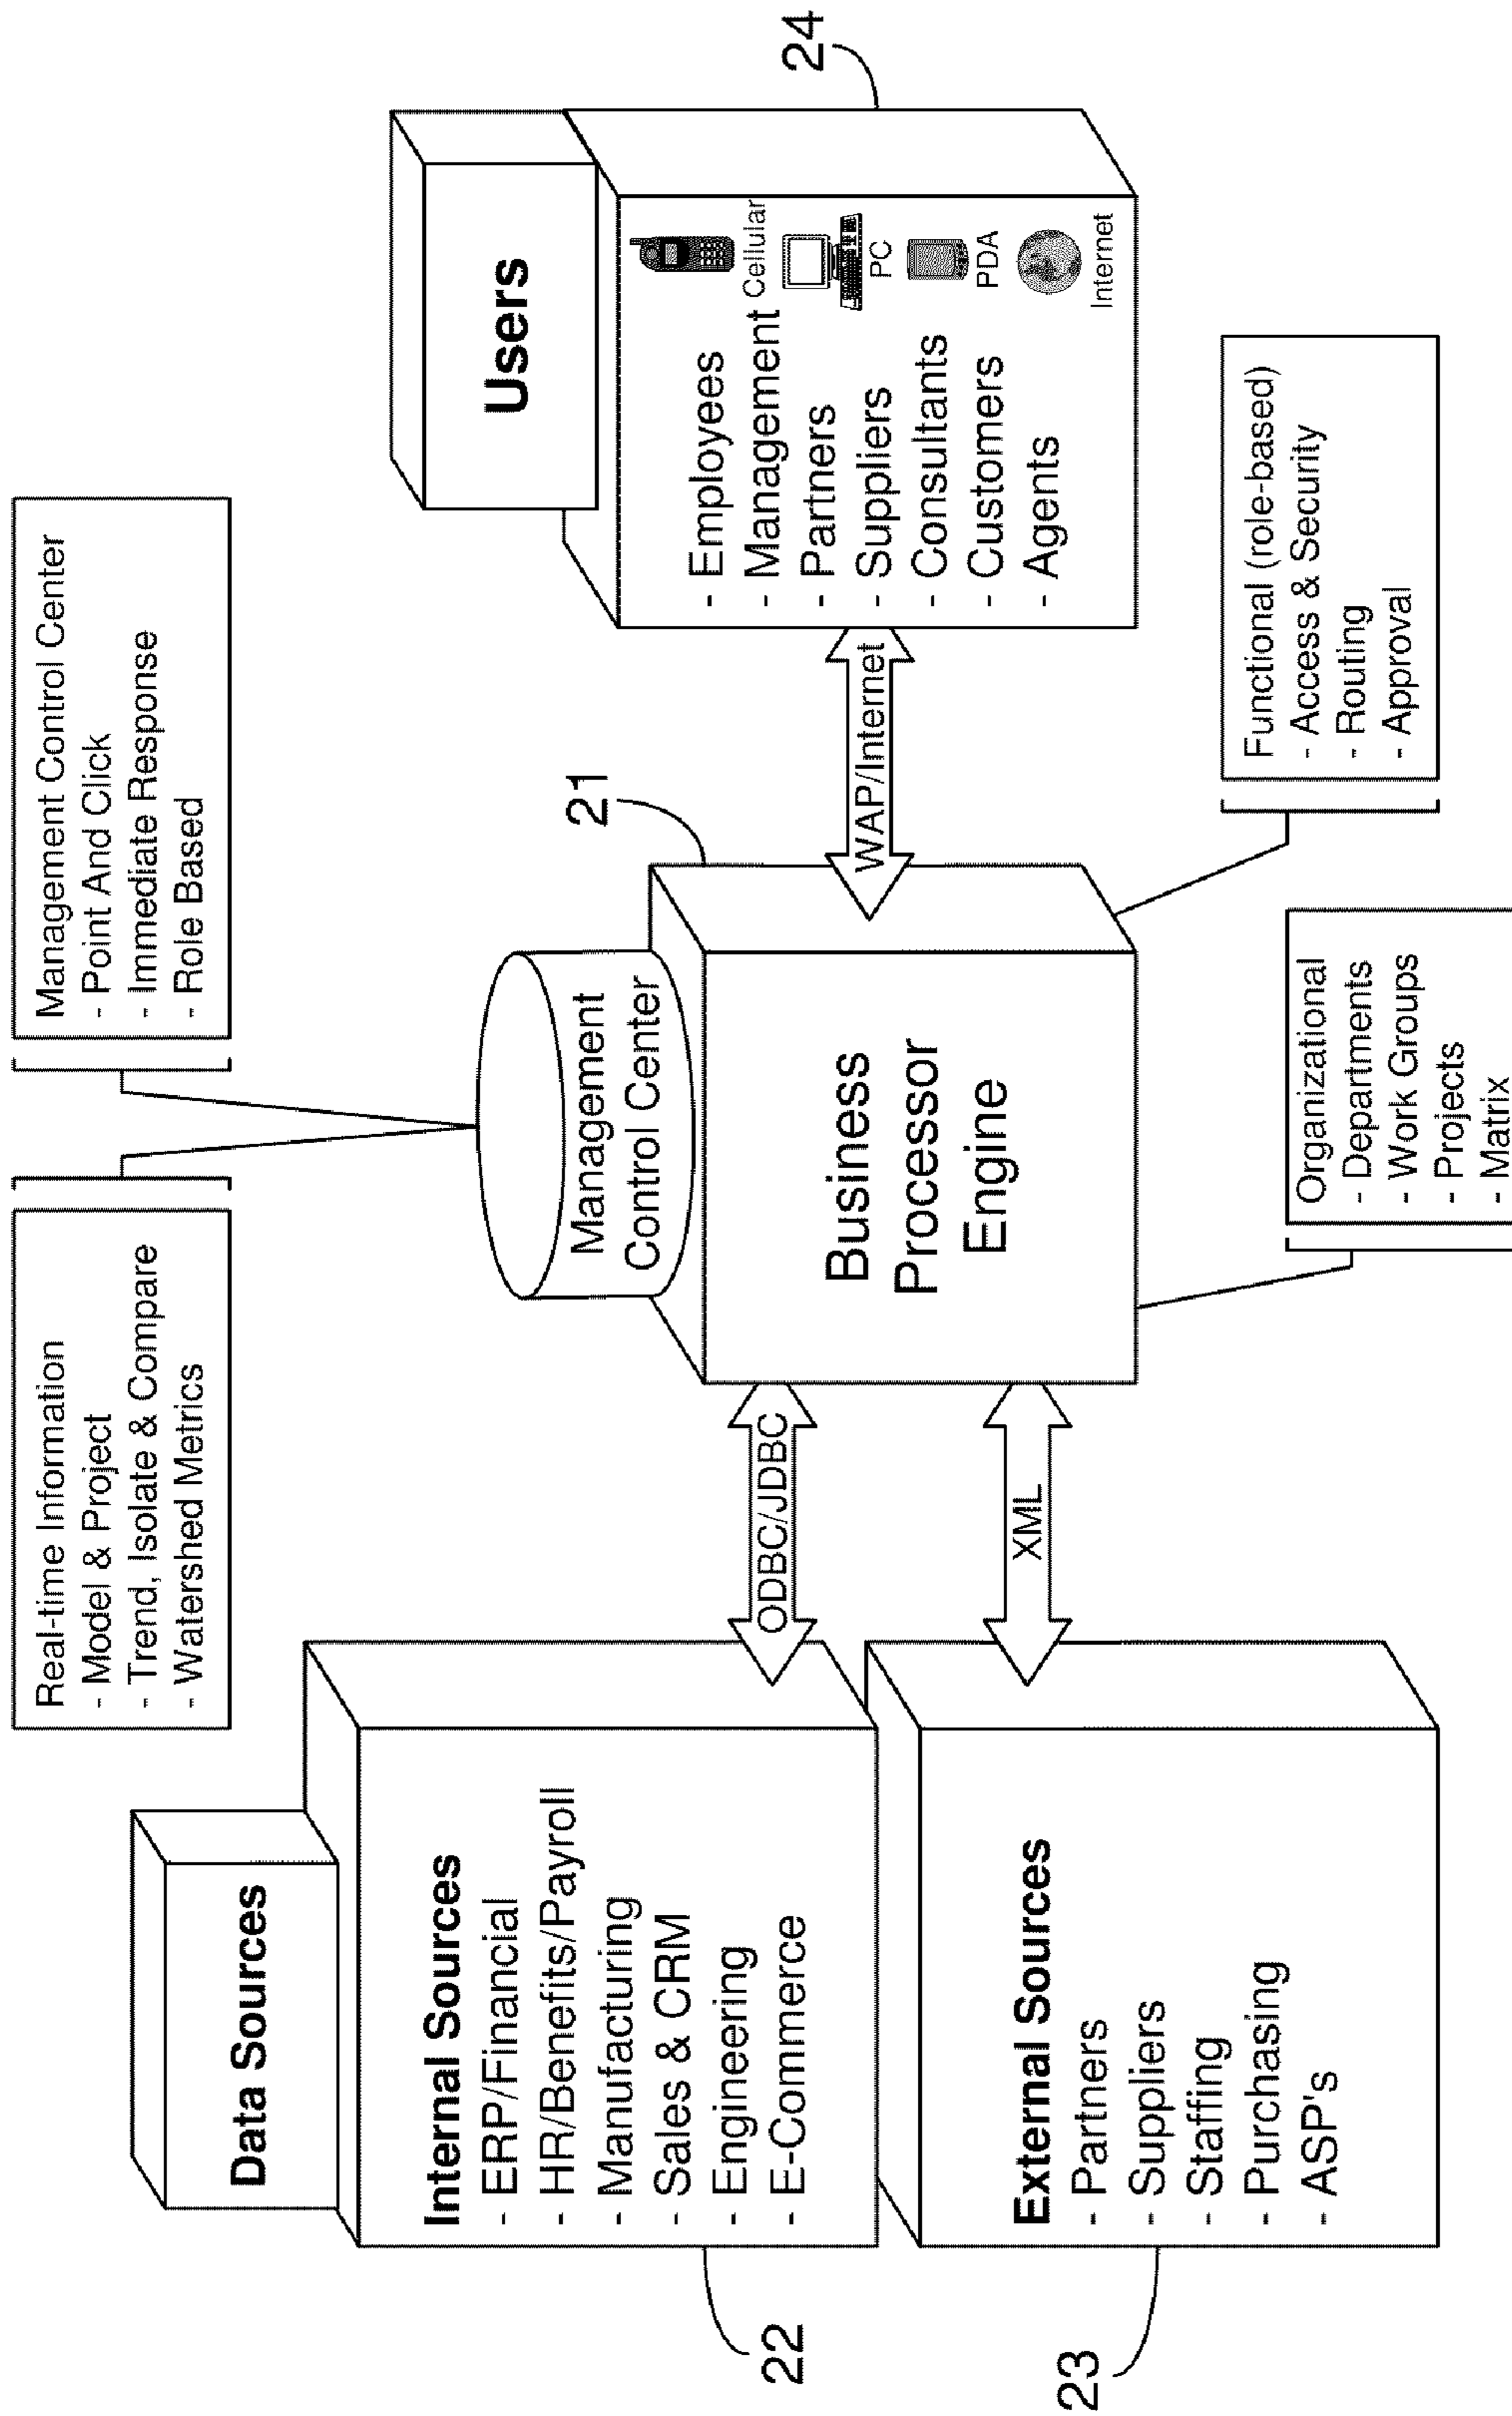 Real-time Information
- Model & Project
- Trend, Isolate & Compare
- Watershed Metrics
Management Control Center
- Point And Click
- Immediate Response
- Role Based
Data Sources
Internal Sources
- ERP/Financial
- HR/Benefits/Payroll
- Manufacturing
- Sales & CRM
- Engineering
- E-Commerce
22
External Sources
- Partners
- Suppliers
- Staffing
- Purchasing
- ASP's
23
ODBC/JDBC
XML
Management
Control Center
21
Business
Processor
Engine
WAP/Internet
Users
24
- Employees
- Management
- Partners
- Suppliers
- Consultants
- Customers
- Agents
Cellular
PC
PDA
Internet
Organizational
- Departments
- Work Groups
- Projects
- Matrix
Functional (role-based)
- Access & Security
- Routing
- Approval